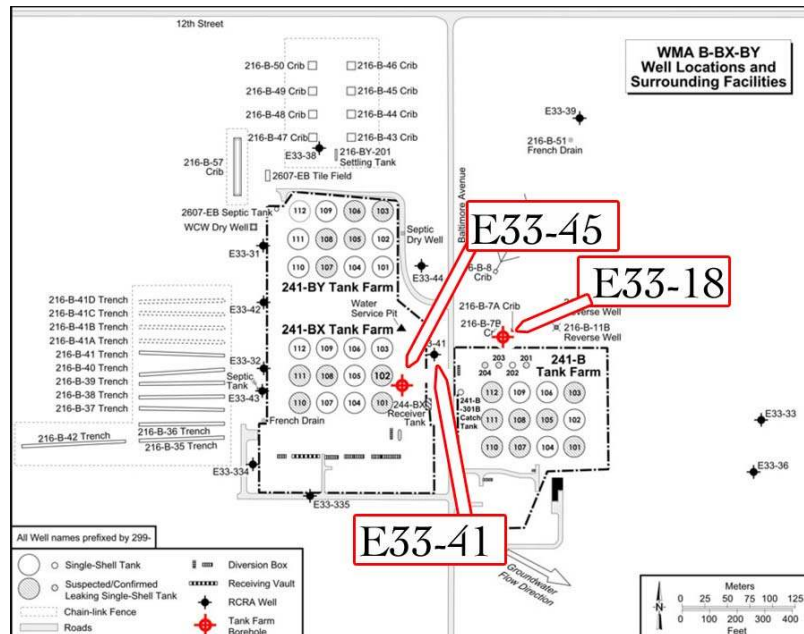 12th Street
WMA B-BX-BY
Well Locations and
Surrounding Facilities
216-B-50 Crib
216-B-46 Crib
216-B-49 Crib
216-B-45 Crib
216-B-48 Crib
216-B-44 Crib
216-B-47 Crib
216-B-43 Crib
E33-38
216-BY-201
Settling Tank
216-B-57
Crib
2607-EB Tile Field
E33-39
216-B-51
French Drain
2607-EB Septic Tank
WCW Dry Well
112 109 106 103
111 108 105 102
110 107 104 101
241-BY Tank Farm
Septic
Dry Well
E33-31
E33-44
Baltimore Avenue
E33-45
E33-18
Crib
216-B-7A Crib
216-B-7B
Reverse Well
216-B-11B
Reverse Well
216-B-41D Trench
216-B-41C Trench
216-B-41B Trench
216-B-41A Trench
216-B-41 Trench
216-B-40 Trench
216-B-39 Trench
216-B-38 Trench
216-B-37 Trench
216-B-36 Trench
216-B-35 Trench
216-B-42 Trench
E33-42
E33-32
Septic
Tank
E33-43
Water
Service Pit
241-BX Tank Farm
112 109 106 103
111 108 105 102
110 107 104 101
French Drain
244-BX
Receiver
Tank
203 201
204 202
241-B
Tank Farm
112 109 106 103
111 108 105 102
110 107 104 101
241-B
-301B
Catch
Tank
E33-33
E33-36
E33-334
E33-335
E33-41
Groundwater
Flow Direction
All Well names prefixed by 299-
Single-Shell Tank
Suspected/Confirmed
Leaking Single-Shell Tank
Chain-link Fence
Roads
Diversion Box
Receiving Vault
RCRA Well
Tank Farm
Borehole
N
Meters
0 25 50 75 100 125
0 100 200 300 400
Feet